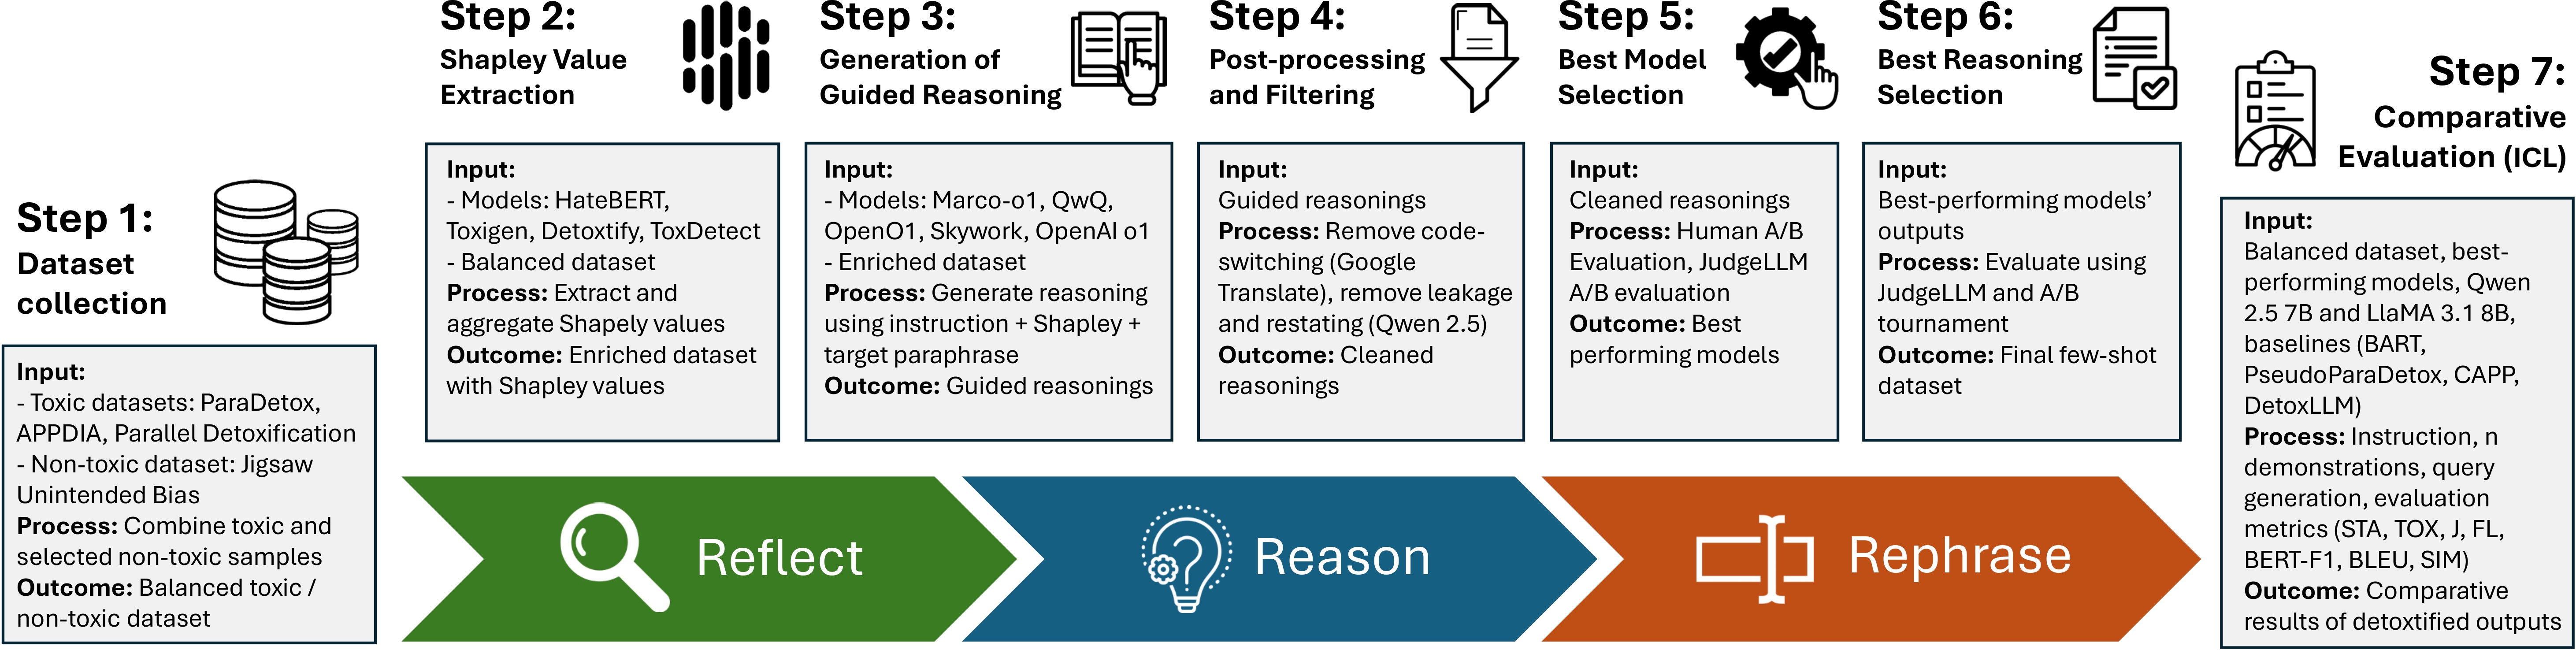 Step 1:
Dataset
collection
Input:
- Toxic datasets: ParaDetox,
APPDIA, Parallel Detoxification
- Non-toxic dataset: Jigsaw
Unintended Bias
Process: Combine toxic and
selected non-toxic samples
Outcome: Balanced toxic /
non-toxic dataset
Step 2:
Shapley Value
Extraction
Input:
- Models: HateBERT,
Toxigen, Detoxtify, ToxDetect
- Balanced dataset
Process: Extract and
aggregate Shapely values
Outcome: Enriched dataset
with Shapley values
Step 3:
Generation of
Guided Reasoning
Input:
- Models: Marco-o1, QwQ,
OpenO1, Skywork, OpenAI o1
- Enriched dataset
Process: Generate reasoning
using instruction + Shapley +
target paraphrase
Outcome: Guided reasonings
Step 4:
Post-processing
and Filtering
Input:
Guided reasonings
Process: Remove code-
switching (Google
Translate), remove leakage
and restating (Qwen 2.5)
Outcome: Cleaned
reasonings
Step 5:
Best Model
Selection
Input:
Cleaned reasonings
Process: Human A/B
Evaluation, JudgeLLM
A/B evaluation
Outcome: Best
performing models
Step 6:
Best Reasoning
Selection
Input:
Best-performing models’
outputs
Process: Evaluate using
JudgeLLM and A/B
tournament
Outcome: Final few-shot
dataset
Step 7:
Comparative
Evaluation (ICL)
Input:
Balanced dataset, best-
performing models, Qwen
2.5 7B and LLaMA 3.1 8B,
baselines (BART,
PseudoParaDetox, CAPP,
DetoxLLM)
Process: Instruction, n
demonstrations, query
generation, evaluation
metrics (STA, TOX, J, FL,
BERT-F1, BLEU, SIM)
Outcome: Comparative
results of detoxtified outputs
Reflect
Reason
Rephrase